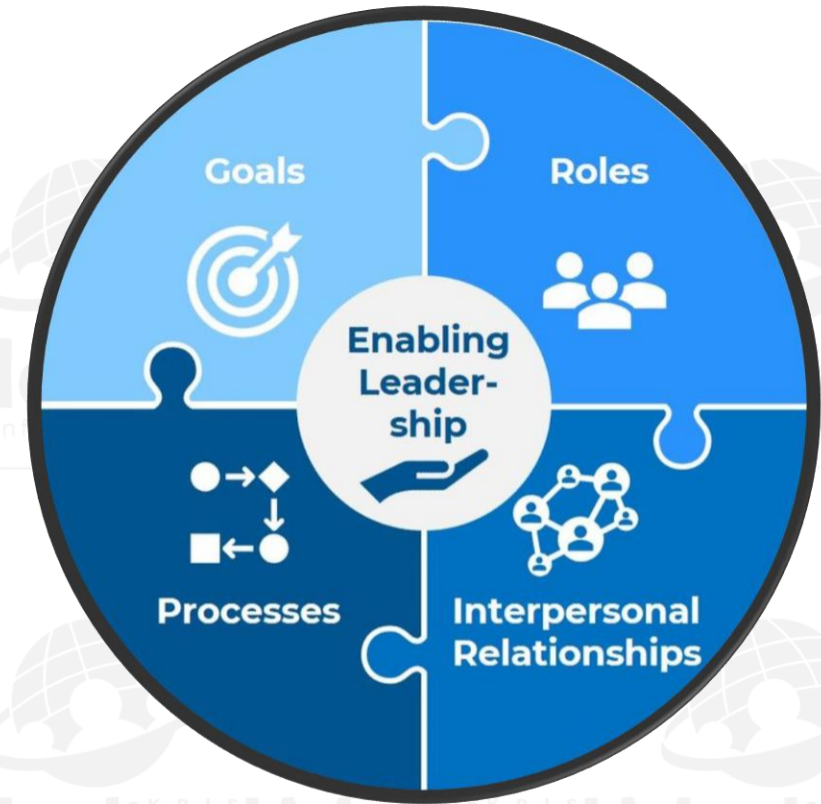 Goals
Roles
Enabling
Leader-
ship
Processes
Interpersonal
Relationships